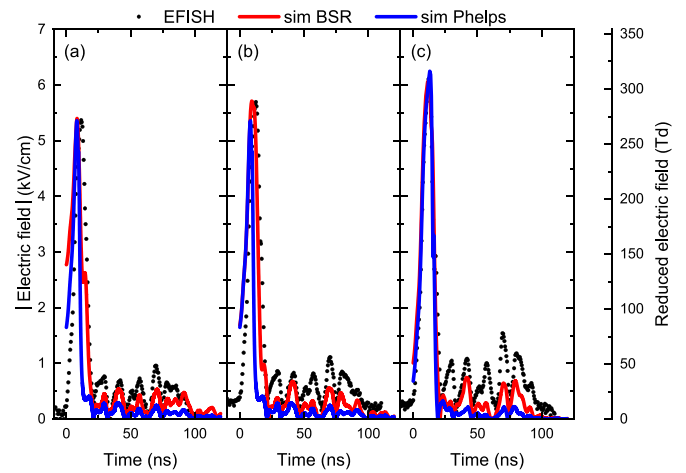 EFISH sim BSR sim Phelps
(a) (b) (c)
7
6
5
4
3
2
1
0
| Electric field | (kV/cm)
350
300
250
200
150
100
50
0
Reduced electric field (Td)
0 50 100 0 50 100 0 50 100
Time (ns) Time (ns) Time (ns)